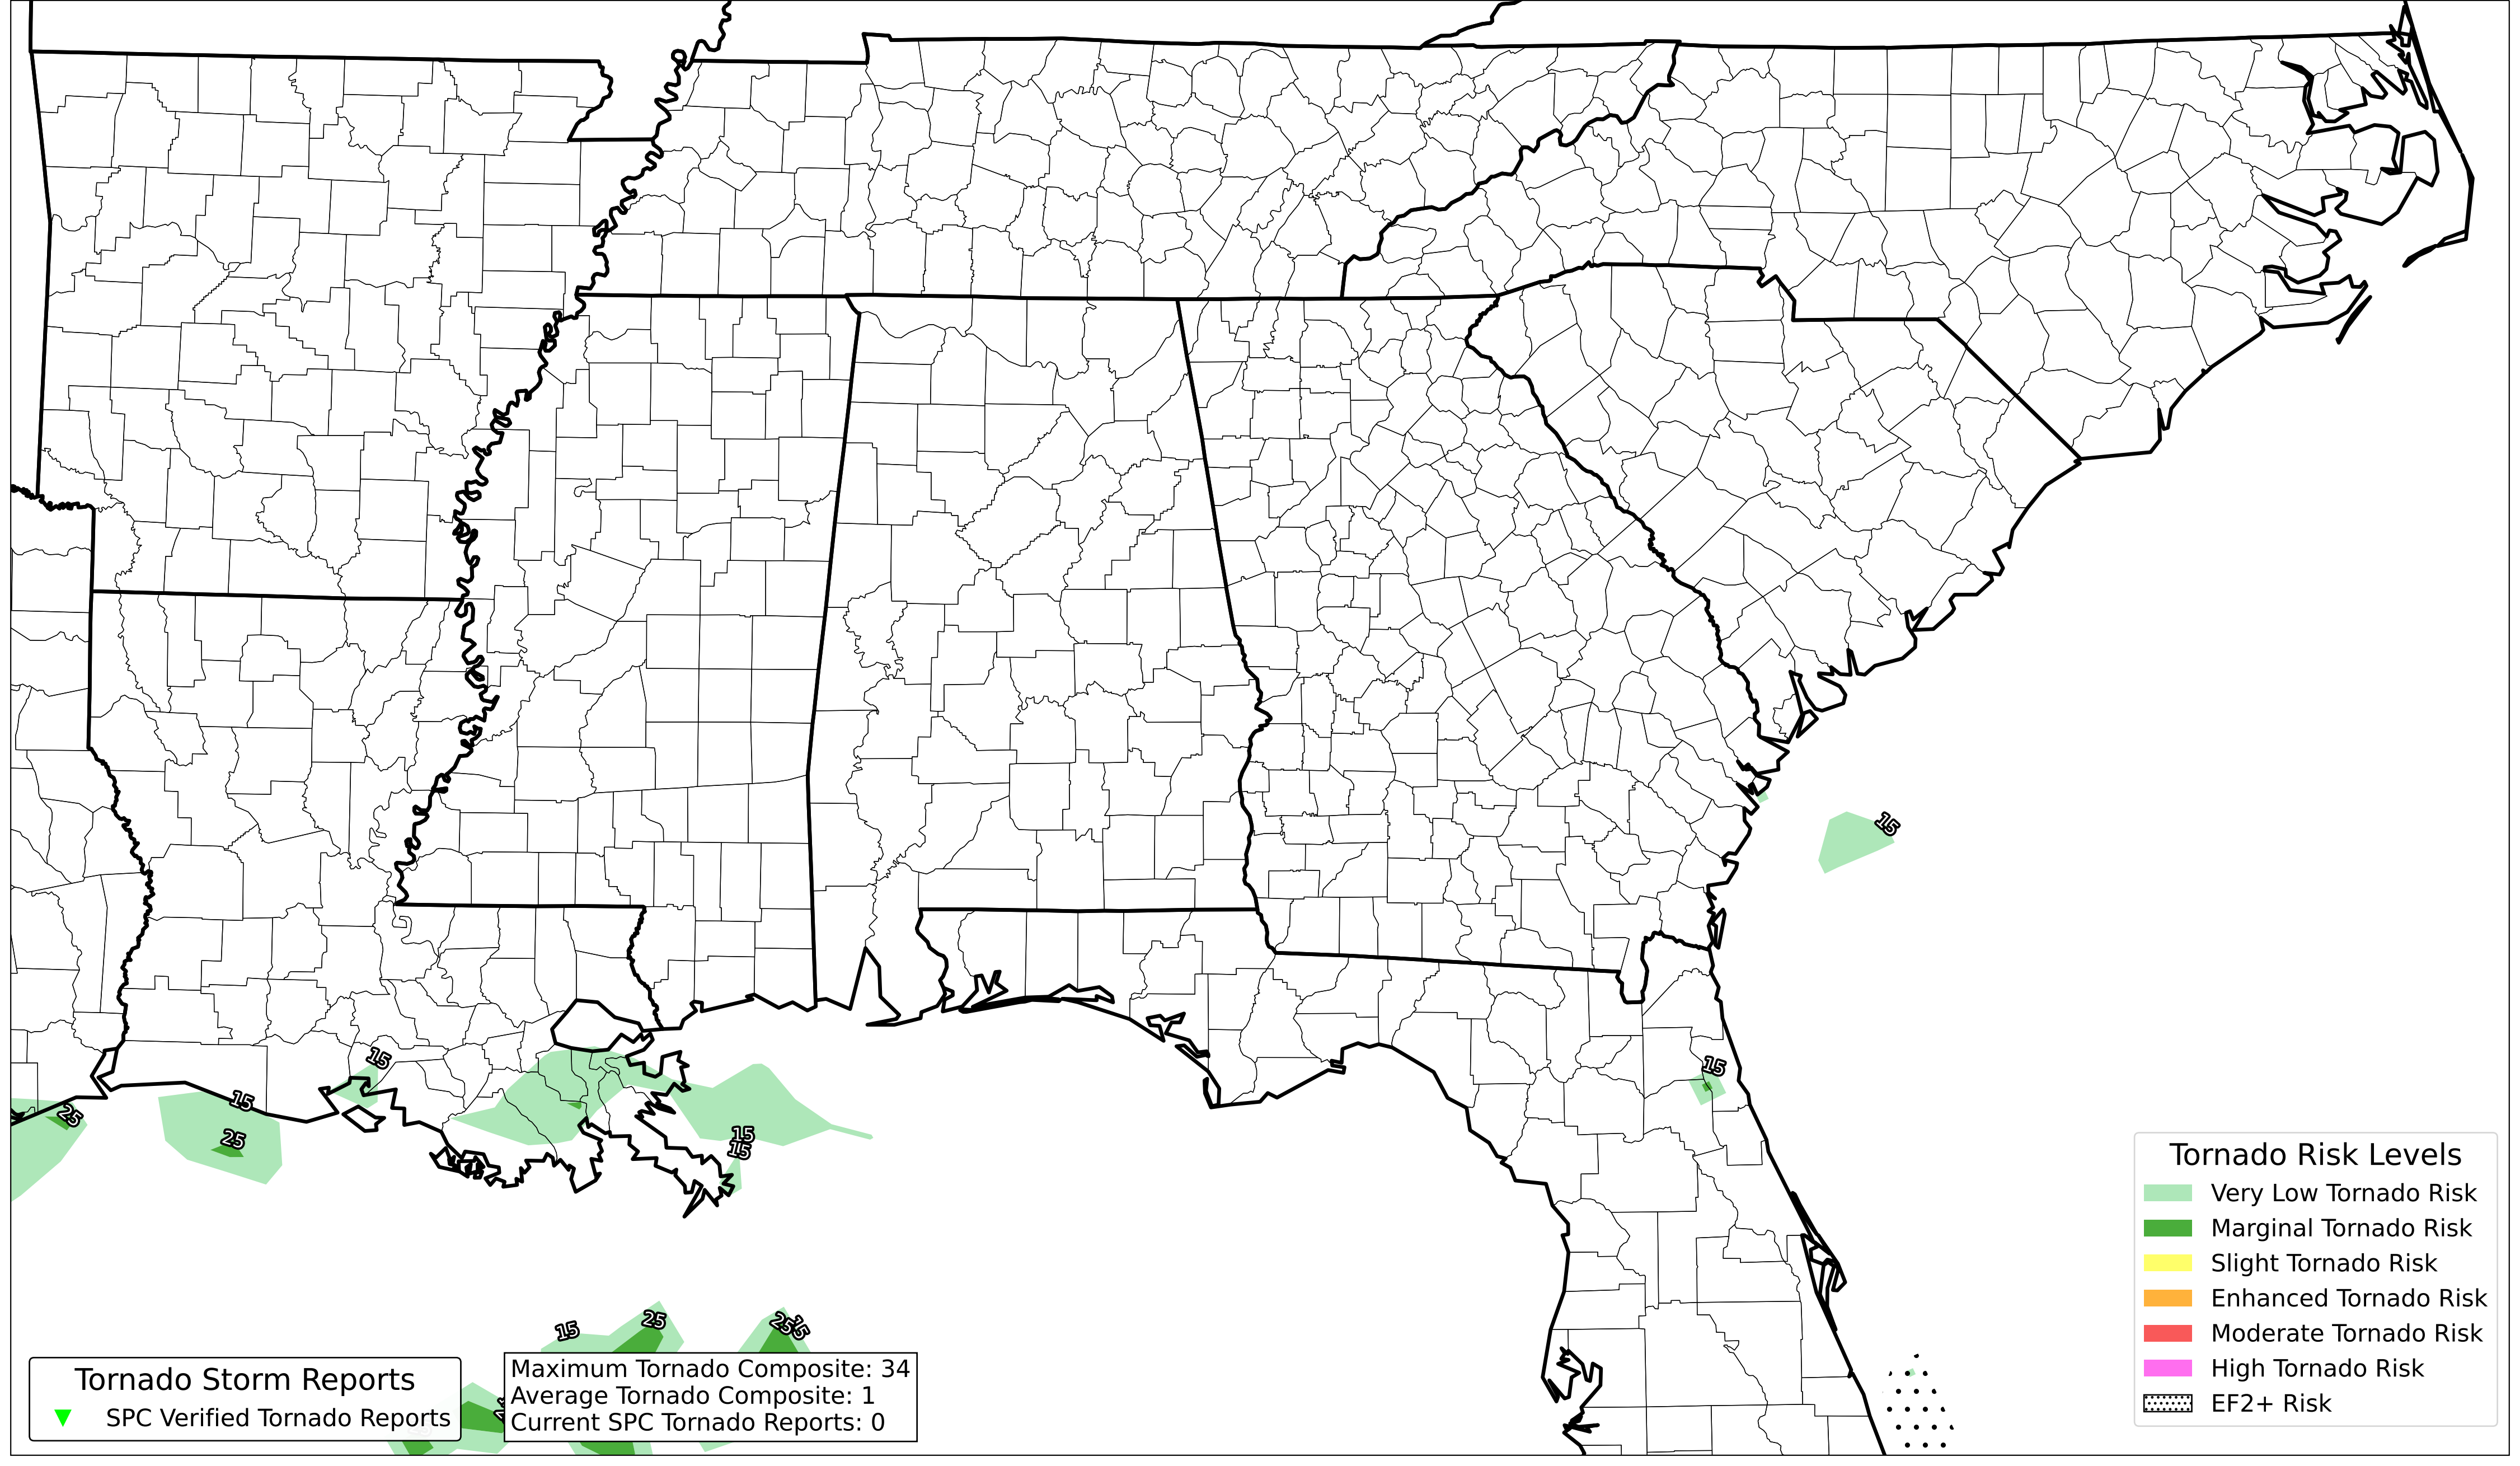 15
15
15
15
25
25
15
15
15
25
25
Tornado Risk Levels
Very Low Tornado Risk
Marginal Tornado Risk
Slight Tornado Risk
Enhanced Tornado Risk
Moderate Tornado Risk
High Tornado Risk
EF2+ Risk
Tornado Storm Reports
SPC Verified Tornado Reports
Maximum Tornado Composite: 34
Average Tornado Composite: 1
Current SPC Tornado Reports: 0